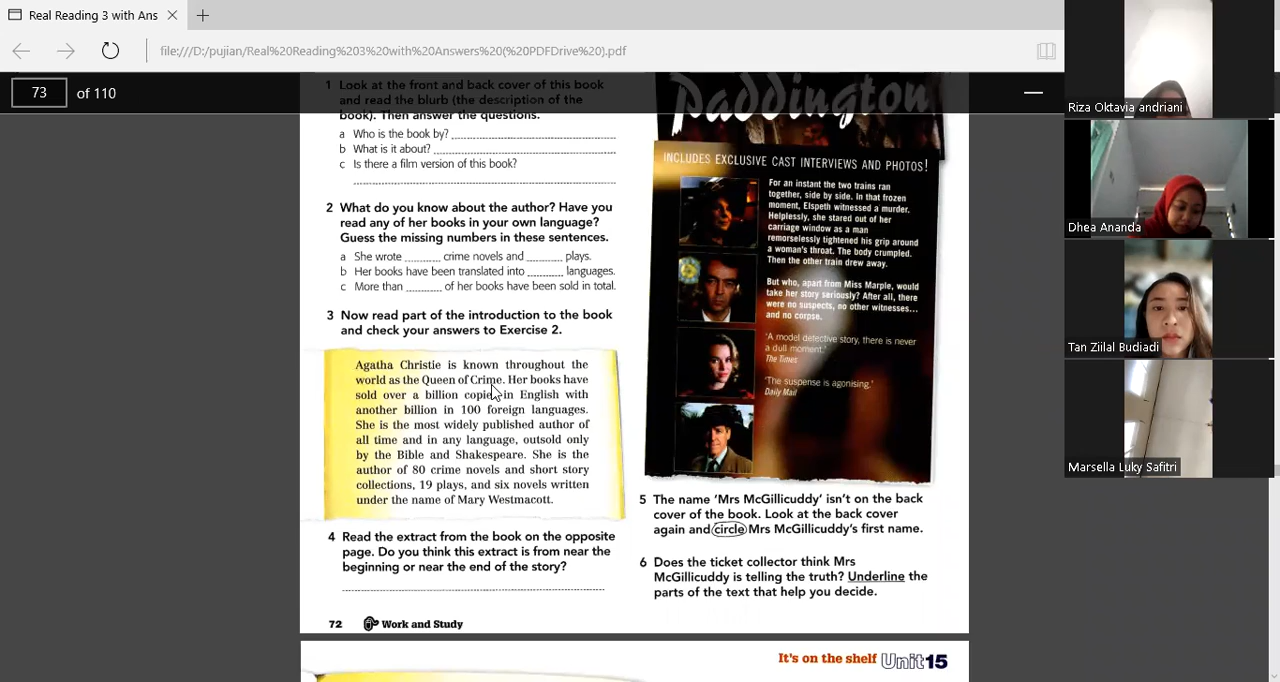 Real Reading 3 with Ans
file:///D:/pujian/Real%20Reading%203%20with%20Answers%20(%20PDFDrive%20).pdf
73 of 110
1 Look at the front and back cover of this book
and read the blurb (the description of the
book). Then answer the questions.
a Who is the book by?
b What is it about?
c Is there a film version of this book?
2 What do you know about the author? Have you
read any of her books in your own language?
Guess the missing numbers in these sentences.
a She wrote ________ crime novels and ________ plays.
b Her books have been translated into ________ languages.
c More than ________ of her books have been sold in total.
3 Now read part of the introduction to the book
and check your answers to Exercise 2.
Agatha Christie is known throughout the
world as the Queen of Crime. Her books have
sold over a billion copies in English with
another billion in 100 foreign languages.
She is the most widely published author of
all time and in any language, outsold only
by the Bible and Shakespeare. She is the
author of 80 crime novels and short story
collections, 19 plays, and six novels written
under the name of Mary Westmacott.
4 Read the extract from the book on the opposite
page. Do you think this extract is from near the
beginning or near the end of the story?
72 Work and Study
Paddington
INCLUDES EXCLUSIVE CAST INTERVIEWS AND PHOTOS!
For an instant the two trains ran
together, side by side. In that frozen
moment, Elspeth witnessed a murder.
Helplessly, she stared out of her
carriage window as a man
remorselessly tightened his grip around
a woman's throat. The body crumpled.
Then the other train drew away.
But who, apart from Miss Marple, would
take her story seriously? After all, there
were no suspects, no other witnesses...
and no corpse.
'A model detective story, there is never
a dull moment.'
The Times
'The suspense is agonising.'
Daily Mail
5 The name 'Mrs McGillicuddy' isn't on the back
cover of the book. Look at the back cover
again and circle Mrs McGillicuddy's first name.
6 Does the ticket collector think Mrs
McGillicuddy is telling the truth? Underline the
parts of the text that help you decide.
It's on the shelf Unit 15
Riza Oktavia andriani
Dhea Ananda
Tan Ziilal Budiadi
Marsella Luky Safitri